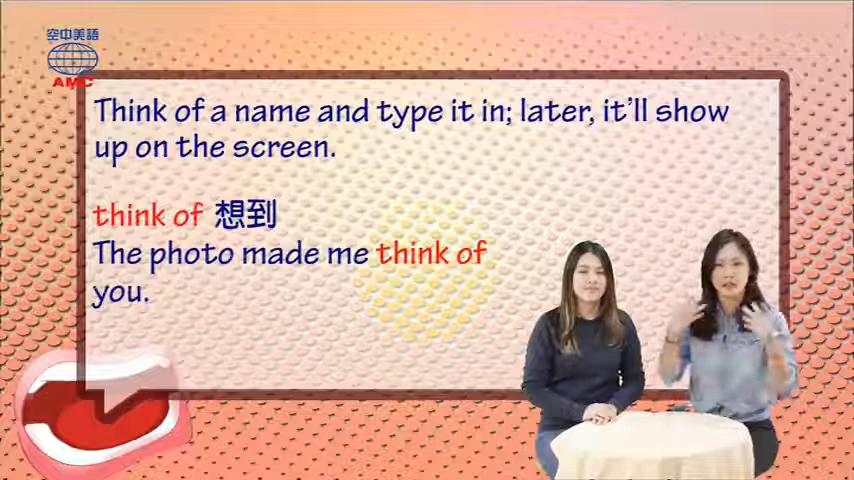 空中美語
AMC
Think of a name and type it in; later, it'll show
up on the screen.
think of 想到
The photo made me think of
you.